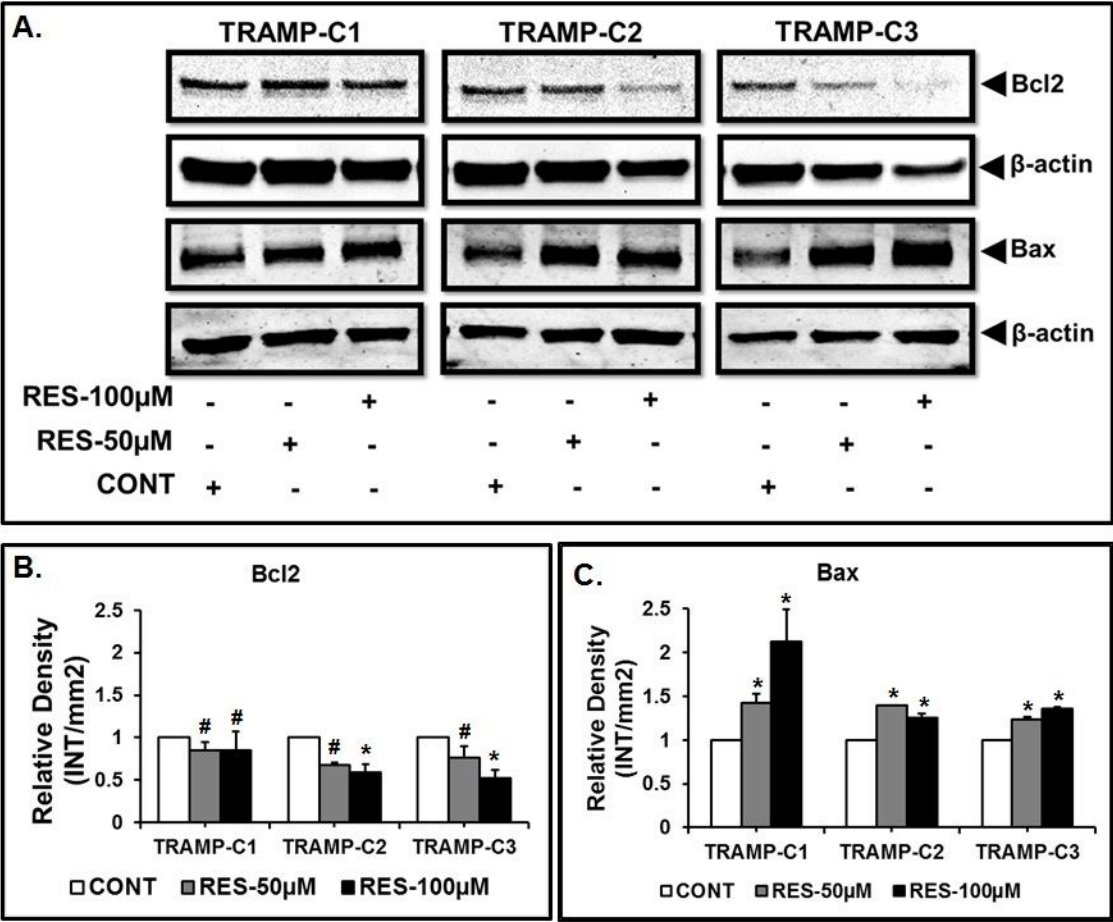 A.
TRAMP-C1 TRAMP-C2 TRAMP-C3
Bcl2
β-actin
Bax
β-actin
RES-100µM - - + - - + - - +
RES-50µM - + - - + - - + -
CONT + - - + - - + - -
B.
Bcl2
Relative Density
(INT/mm2)
2.5
2
1.5
1
0.5
0
# # # * # *
TRAMP-C1 TRAMP-C2 TRAMP-C3
CONT RES-50µM RES-100µM
C.
Bax
Relative Density
(INT/mm2)
2.5
2
1.5
1
0.5
0
* * * * * *
TRAMP-C1 TRAMP-C2 TRAMP-C3
CONT RES-50µM RES-100µM